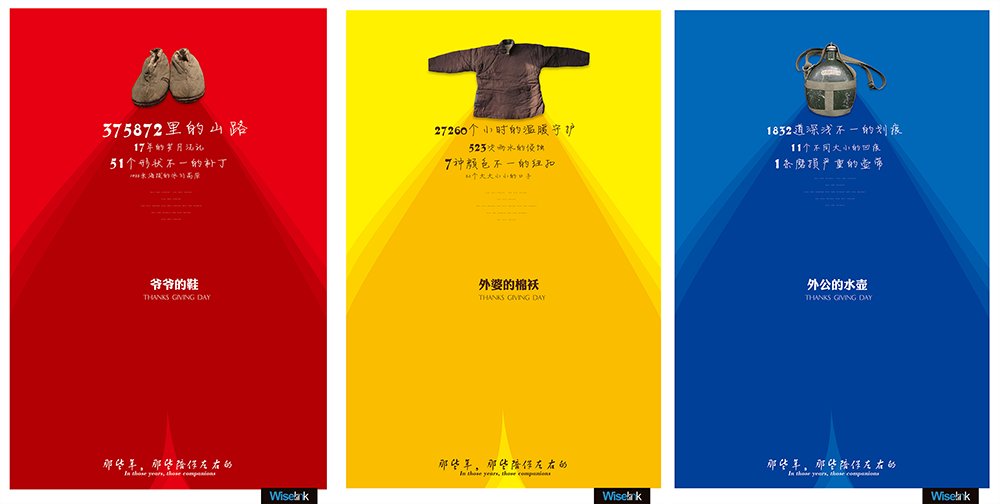 375872里的山路
17年的岁月洗礼
51个形状不一的补丁
爷爷的鞋
THANKS GIVING DAY
那些年，那些陪伴左右的
In those years, those companions
Wiselink
27260个小时的温暖守护
523次雨水的侵蚀
7种颜色不一的纽扣
外婆的棉袄
THANKS GIVING DAY
那些年，那些陪伴左右的
In those years, those companions
Wiselink
1832道深浅不一的划痕
11个不同大小的凹痕
1条磨损严重的壶带
外公的水壶
THANKS GIVING DAY
那些年，那些陪伴左右的
In those years, those companions
Wiselink